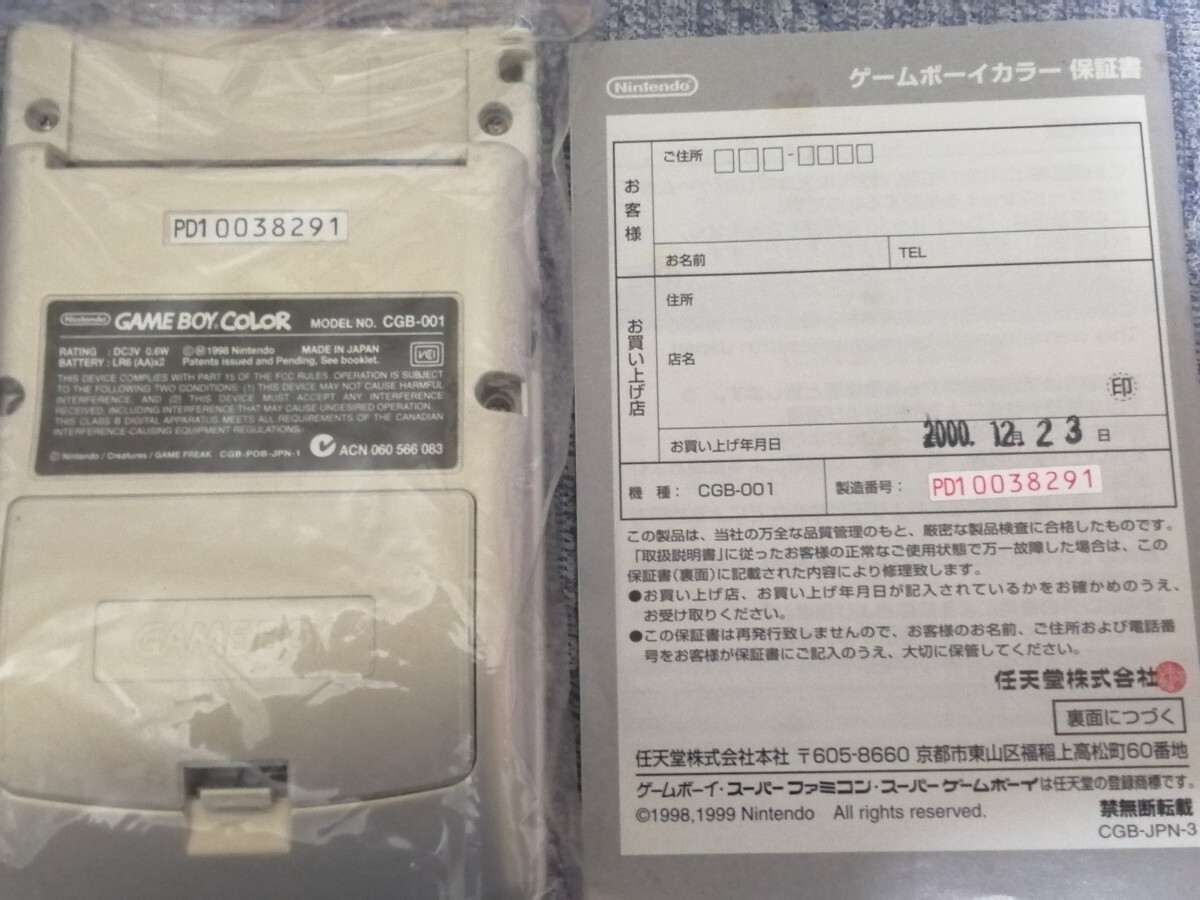 PD1 0038291
Nintendo GAME BOY COLOR MODEL NO. CGB-001
RATING : DC3V 0.6W
BATTERY : LR6 (AA)x2
©Ⓜ1998 Nintendo MADE IN JAPAN
Patents issued and Pending, See booklet.
THIS DEVICE COMPLIES WITH PART 15 OF THE FCC RULES. OPERATION IS SUBJECT
TO THE FOLLOWING TWO CONDITIONS: (1) THIS DEVICE MAY NOT CAUSE HARMFUL
INTERFERENCE, AND (2) THIS DEVICE MUST ACCEPT ANY INTERFERENCE
RECEIVED, INCLUDING INTERFERENCE THAT MAY CAUSE UNDESIRED OPERATION.
THIS CLASS B DIGITAL APPARATUS MEETS ALL REQUIREMENTS OF THE CANADIAN
INTERFERENCE-CAUSING EQUIPMENT REGULATIONS.
©Nintendo / Creatures / GAME FREAK CGB-POB-JPN-1 ACN 060 566 083
GAME BOY
Nintendo ゲームボーイカラー 保証書
お客様
ご住所 □□□-□□□□
お名前 TEL
お買い上げ店
住所
店名
印
お買い上げ年月日 2000. 12月 23日
機 種: CGB-001 製造番号: PD1 0038291
この製品は、当社の万全な品質管理のもと、厳密な製品検査に合格したものです。
「取扱説明書」に従ったお客様の正常なご使用状態で万一故障した場合は、この
保証書(裏面)に記載された内容により修理致します。
●お買い上げ店、お買い上げ年月日が記入されているかをお確かめのうえ、
お受け取りください。
●この保証書は再発行致しませんので、お客様のお名前、ご住所および電話番
号をお客様が保証書にご記入のうえ、大切に保管してください。
任天堂株式会社
裏面につづく
任天堂株式会社本社 〒605-8660 京都市東山区福稲上高松町60番地
ゲームボーイ・スーパーファミコン・スーパーゲームボーイは任天堂の登録商標です。
©1998,1999 Nintendo All rights reserved.
禁無断転載
CGB-JPN-3